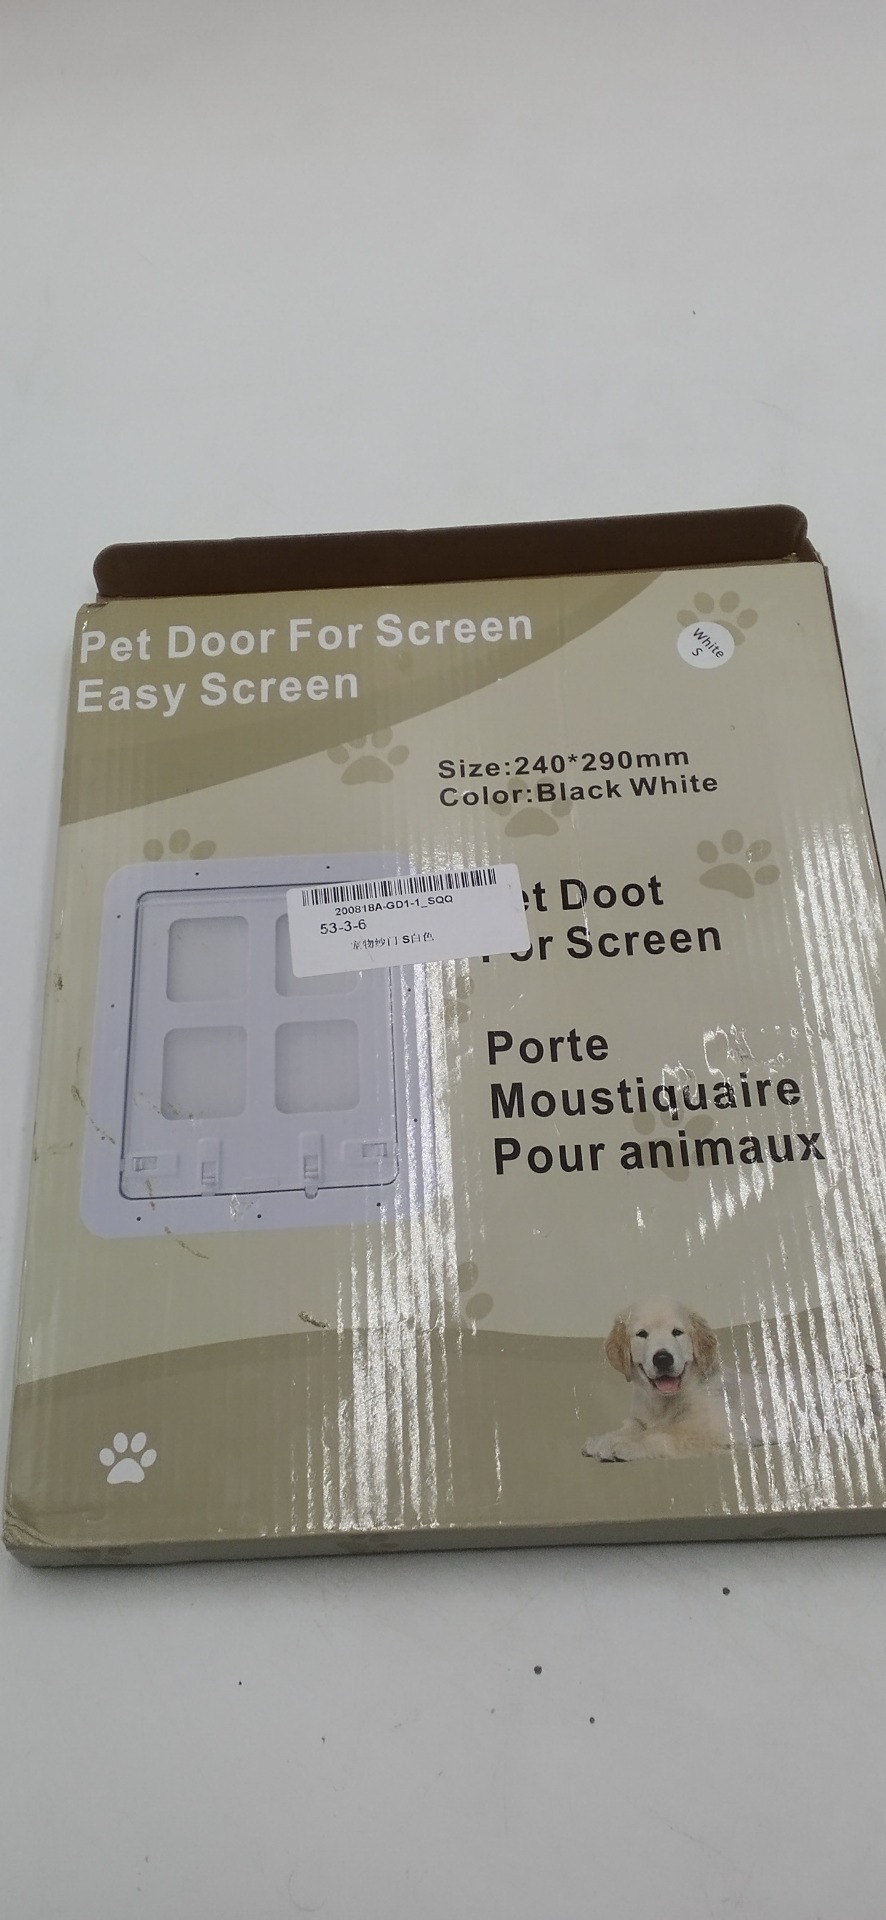 Pet Door For Screen
Easy Screen
White
S
Size:240*290mm
Color:Black White
200818A-GD1-1_SQQ
53-3-6
宠物纱门 S白色
et Doot
For Screen
Porte
Moustiquaire
Pour animaux